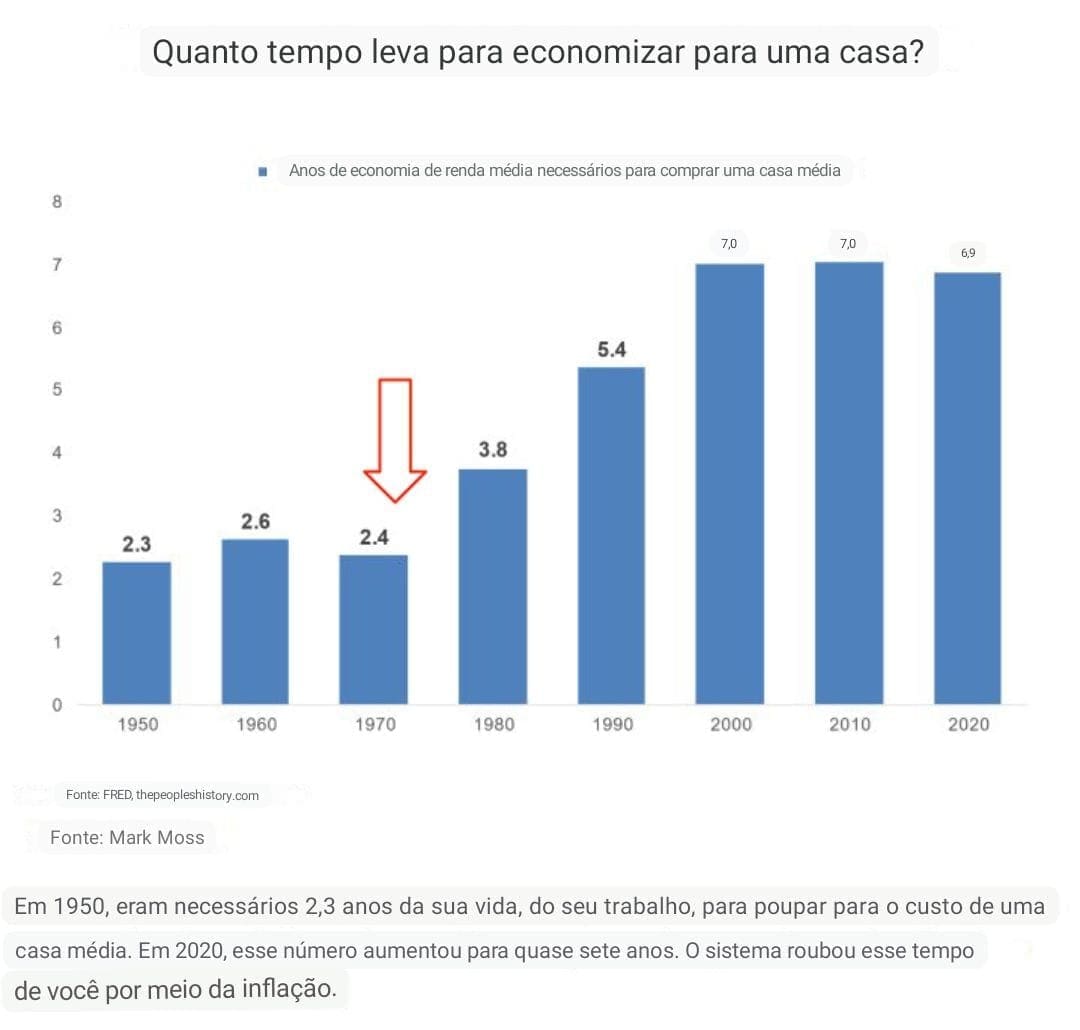 Quanto tempo leva para economizar para uma casa?
Anos de economia de renda média necessários para comprar uma casa média
8
7
6
5
4
3
2
1
0
2.3
2.6
2.4
3.8
5.4
7,0
7,0
6,9
1950 1960 1970 1980 1990 2000 2010 2020
Fonte: FRED, thepeopleshistory.com
Fonte: Mark Moss
Em 1950, eram necessários 2,3 anos da sua vida, do seu trabalho, para poupar para o custo de uma
casa média. Em 2020, esse número aumentou para quase sete anos. O sistema roubou esse tempo
de você por meio da inflação.